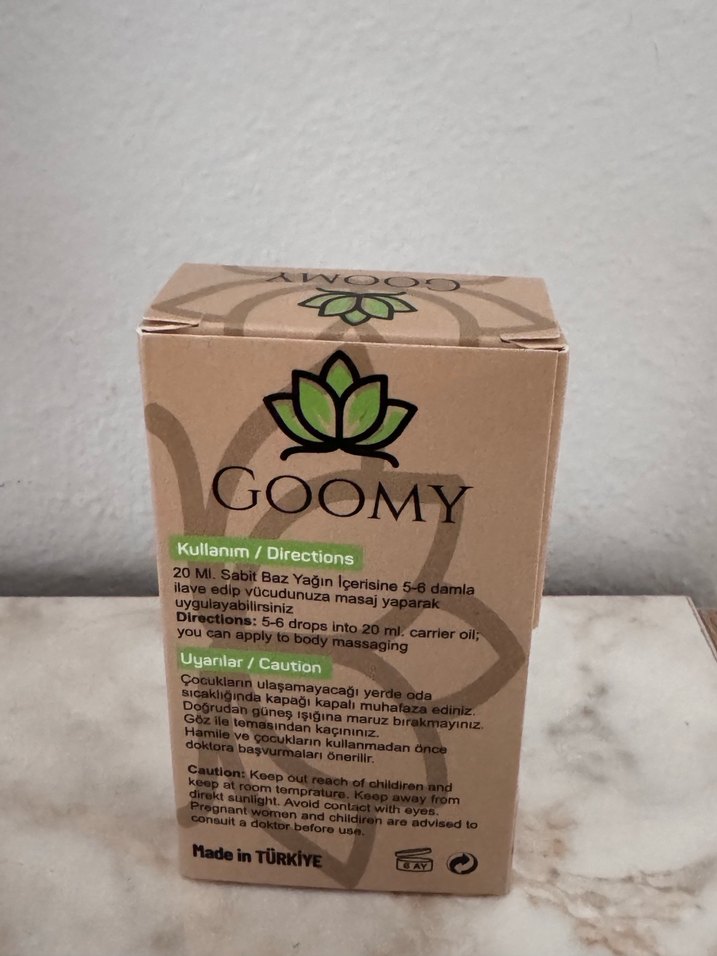 GOOMY
GOOMY
Kullanım / Directions
20 Ml. Sabit Baz Yağın İçerisine 5-6 damla
ilave edip vücudunuza masaj yaparak
uygulayabilirsiniz
Directions: 5-6 drops into 20 ml. carrier oil;
you can apply to body massaging
Uyarılar / Caution
Çocukların ulaşamayacağı yerde oda
sıcaklığında kapağı kapalı muhafaza ediniz.
Doğrudan güneş ışığına maruz bırakmayınız.
Göz ile temasından kaçınınız.
Hamile ve çocukların kullanmadan önce
doktora başvurmaları önerilir.
Caution: Keep out reach of childiren and
keep at room temprature. Keep away from
direkt sunlight. Avoid contact with eyes.
Pregnant women and childiren are advised to
consuit a doktor before use.
Made in TÜRKİYE
6 AY